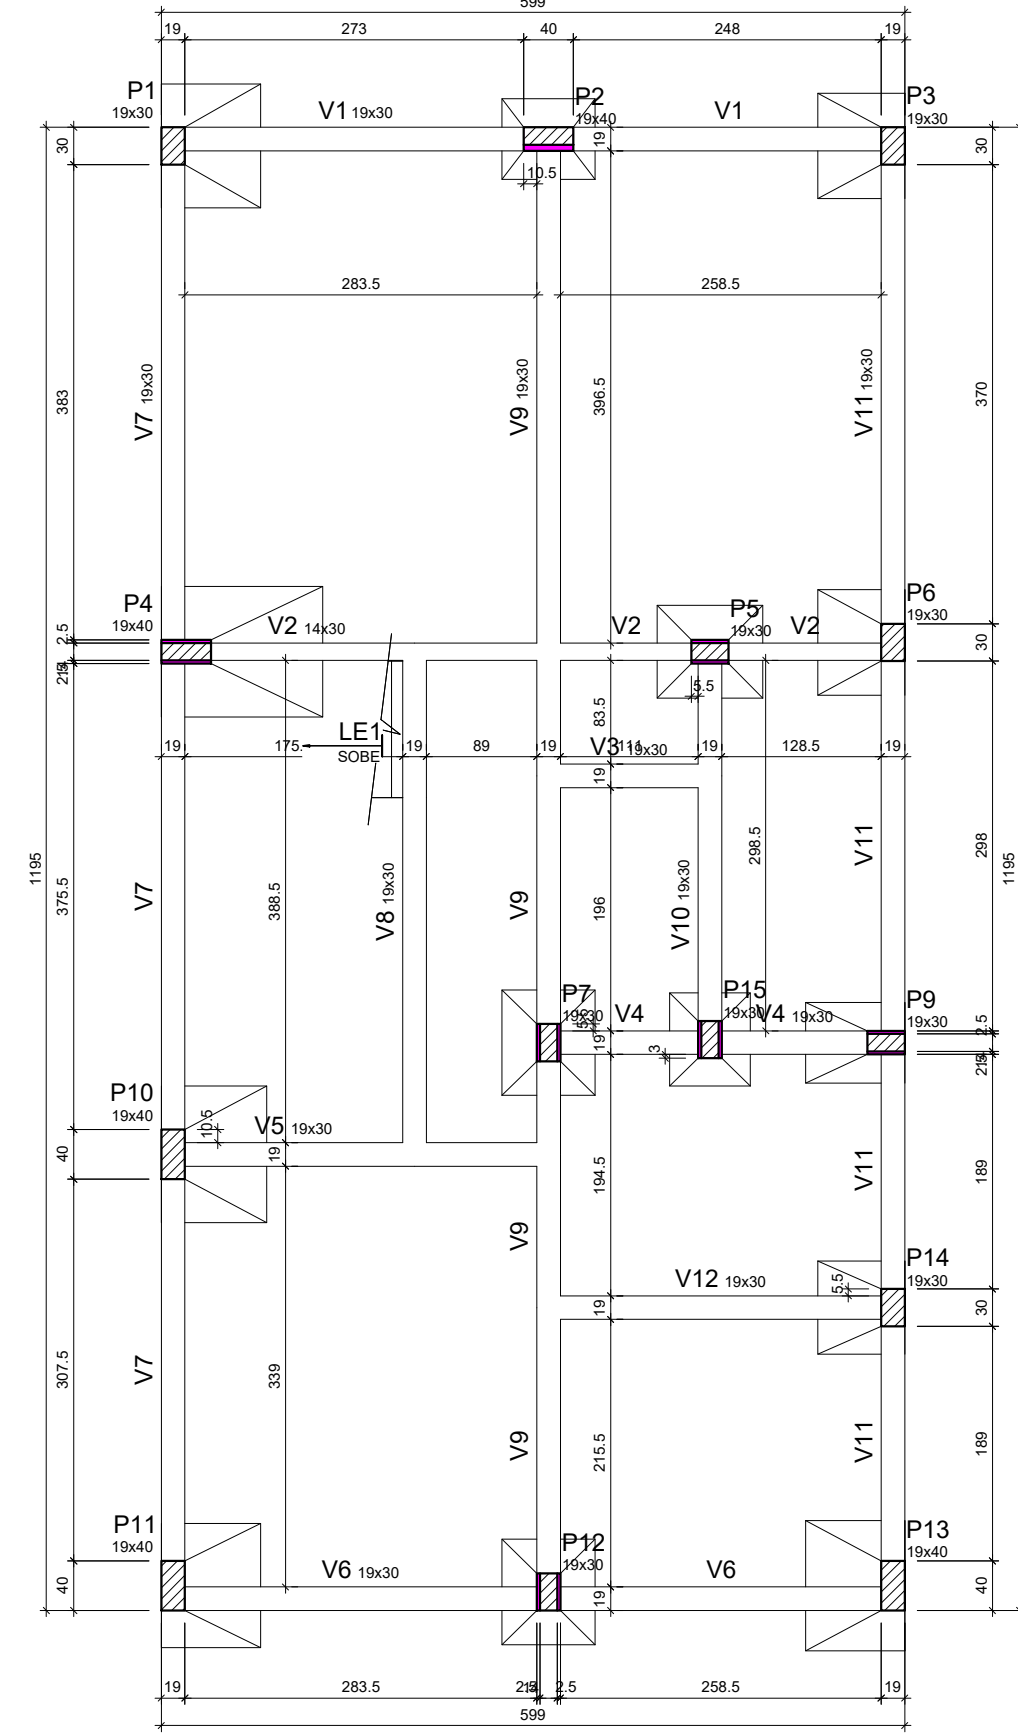 599
19 273 40 248 19
P1
19x30
V1 19x30
P2
19x40
V1
P3
19x30
30
19
30
10.5
283.5
258.5
383
V7 19x30
V9 19x30
396.5
V11 19x30
370
P4
19x40
V2 14x30
V2
P5
19x30
V2
P6
19x30
2.5
30
5.5
LE1
SOBE
83.5
19 175. 19 89 19
V3 19x30
19 128.5 19
19
1195
375.5
V7
388.5
V8 19x30
V9
196
V10 19x30
298.5
V11
298
1195
P7
19x30
V4
P15
19x30
V4 19x30
P9
19x30
2.5
19
3
P10
19x40
10.5
V5 19x30
40
19
V9
194.5
V11
189
V12 19x30
P14
19x30
5.5
19
30
307.5
V7
339
V9
215.5
V11
189
P11
19x40
V6 19x30
P12
19x30
V6
P13
19x40
40
19
40
19 283.5 2.5 258.5 19
599